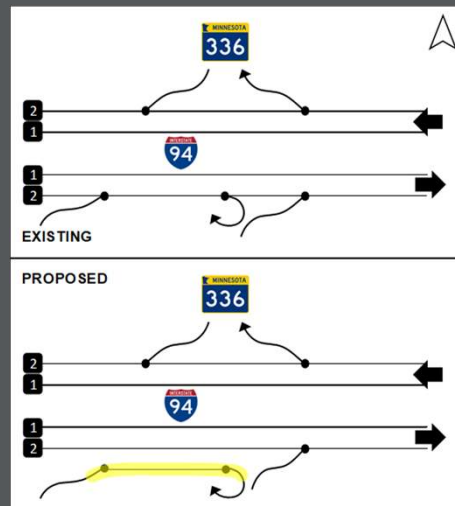 MINNESOTA
336
2
1
INTERSTATE
94
1
2
EXISTING
PROPOSED
MINNESOTA
336
2
1
INTERSTATE
94
1
2